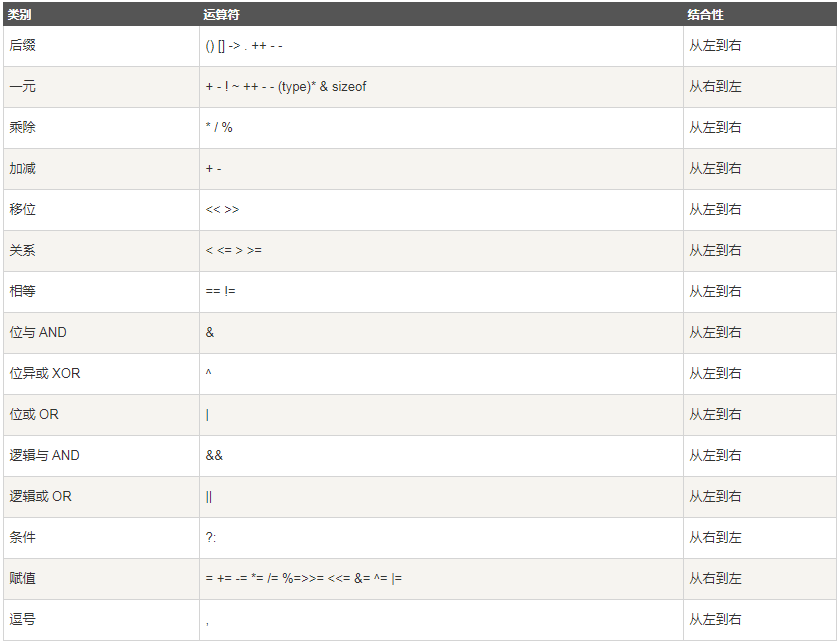 类别 运算符 结合性
后缀 () [] -> . ++ - - 从左到右
一元 + - ! ~ ++ - - (type)* & sizeof 从右到左
乘除 * / % 从左到右
加减 + - 从左到右
移位 << >> 从左到右
关系 < <= > >= 从左到右
相等 == != 从左到右
位与 AND & 从左到右
位异或 XOR ^ 从左到右
位或 OR | 从左到右
逻辑与 AND && 从左到右
逻辑或 OR || 从左到右
条件 ?: 从右到左
赋值 = += -= *= /= %=>>= <<= &= ^= |= 从右到左
逗号 , 从左到右